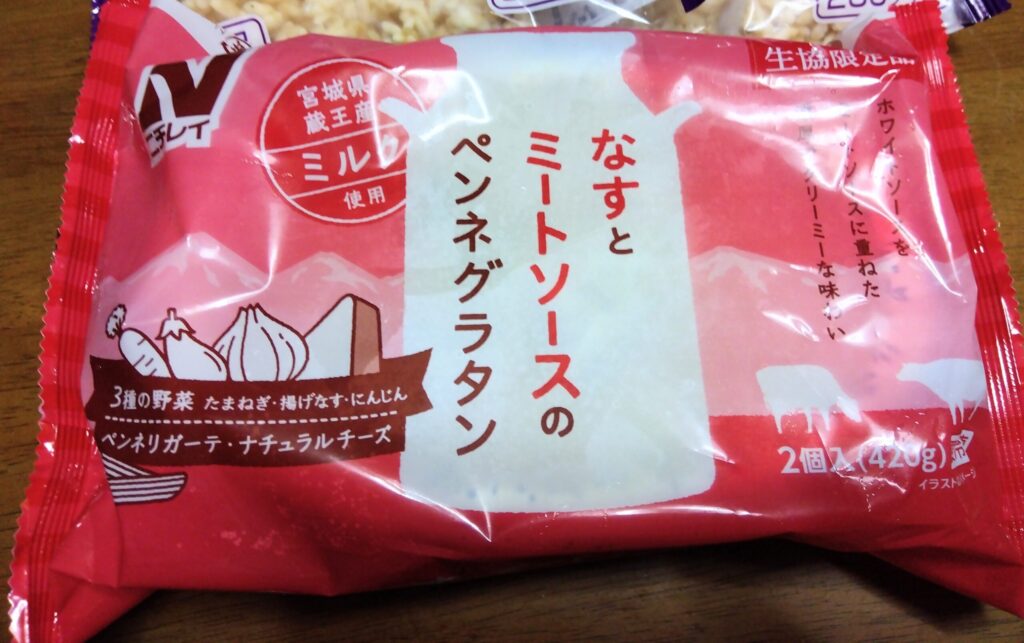 ニチレイ
宮城県
蔵王産
ミルク
使用
なすと
ミートソースの
ペンネグラタン
生協限定品
ホワイトソースを
ソースに重ねた
クリーミーな味わい
3種の野菜 たまねぎ・揚げなす・にんじん
ペンネリガーテ・ナチュラルチーズ
2個入(420g)